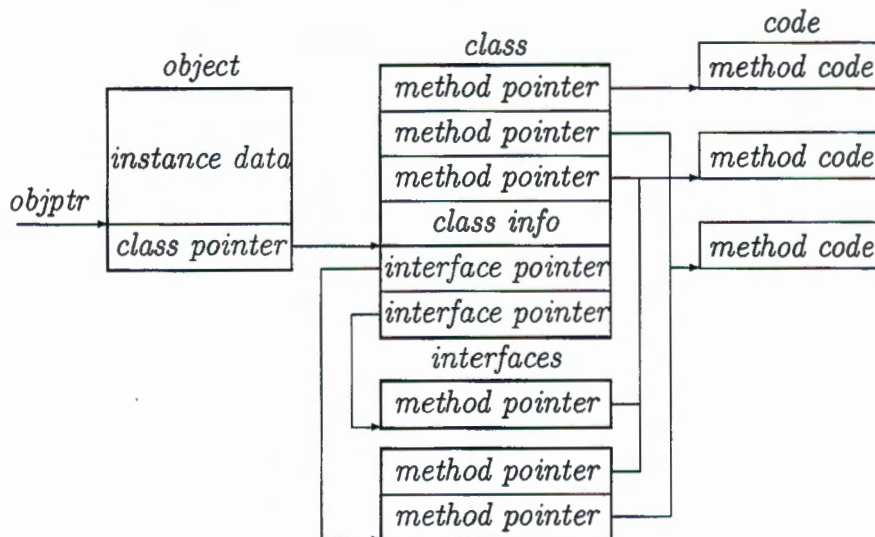 code
class
object
method pointer
method code
method pointer
instance data
method pointer
method code
objptr
class info
class pointer
method code
interface pointer
interface pointer
interfaces
method pointer
method pointer
method pointer